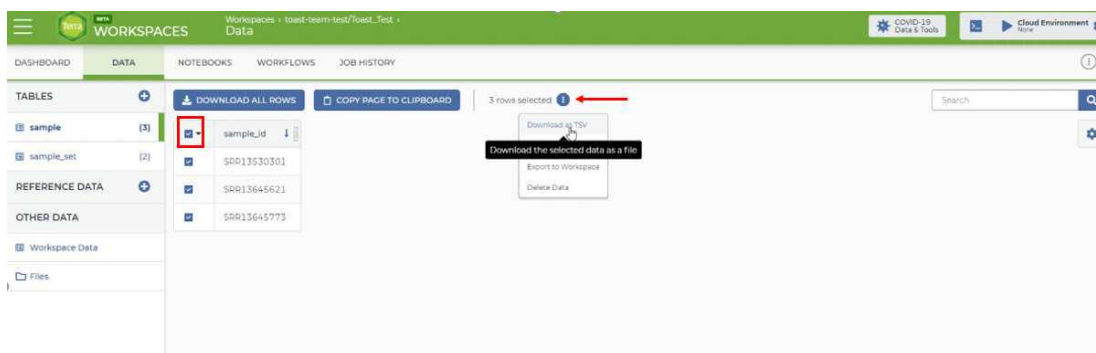 Terra
BETA
WORKSPACES
Workspaces › toast-team-test/Toast_Test ›
Data
COVID-19
Data & Tools
Cloud Environment
None
DASHBOARD DATA NOTEBOOKS WORKFLOWS JOB HISTORY
TABLES
DOWNLOAD ALL ROWS COPY PAGE TO CLIPBOARD 3 rows selected Search
sample (3)
sample_id
Download as TSV
Download the selected data as a file
sample_set (2)
SRR13530301
Export to Workspace
REFERENCE DATA
SRR13645621
Delete Data
OTHER DATA
SRR13645773
Workspace Data
Files